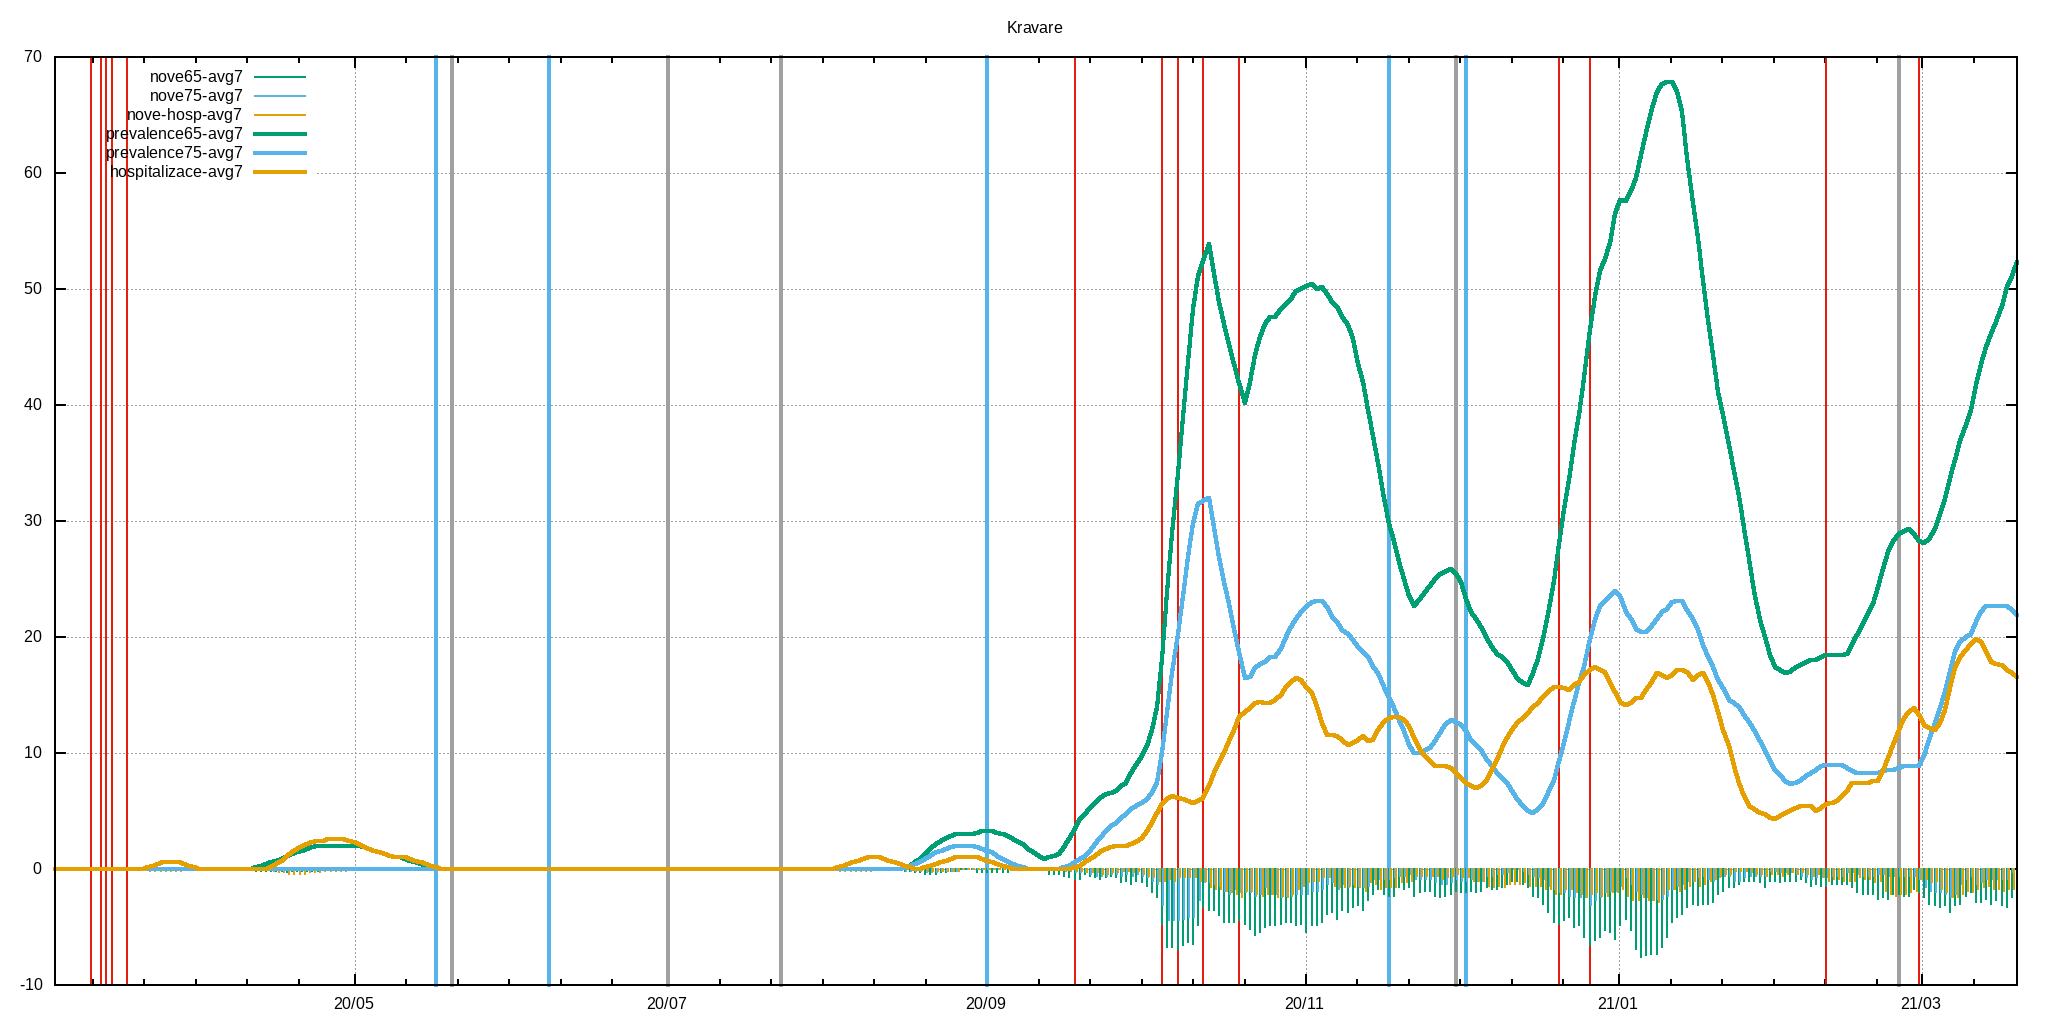 Kravare
70
60
50
40
30
20
10
0
-10
nove65-avg7
nove75-avg7
nove-hosp-avg7
prevalence65-avg7
prevalence75-avg7
hospitalizace-avg7
20/05 20/07 20/09 20/11 21/01 21/03